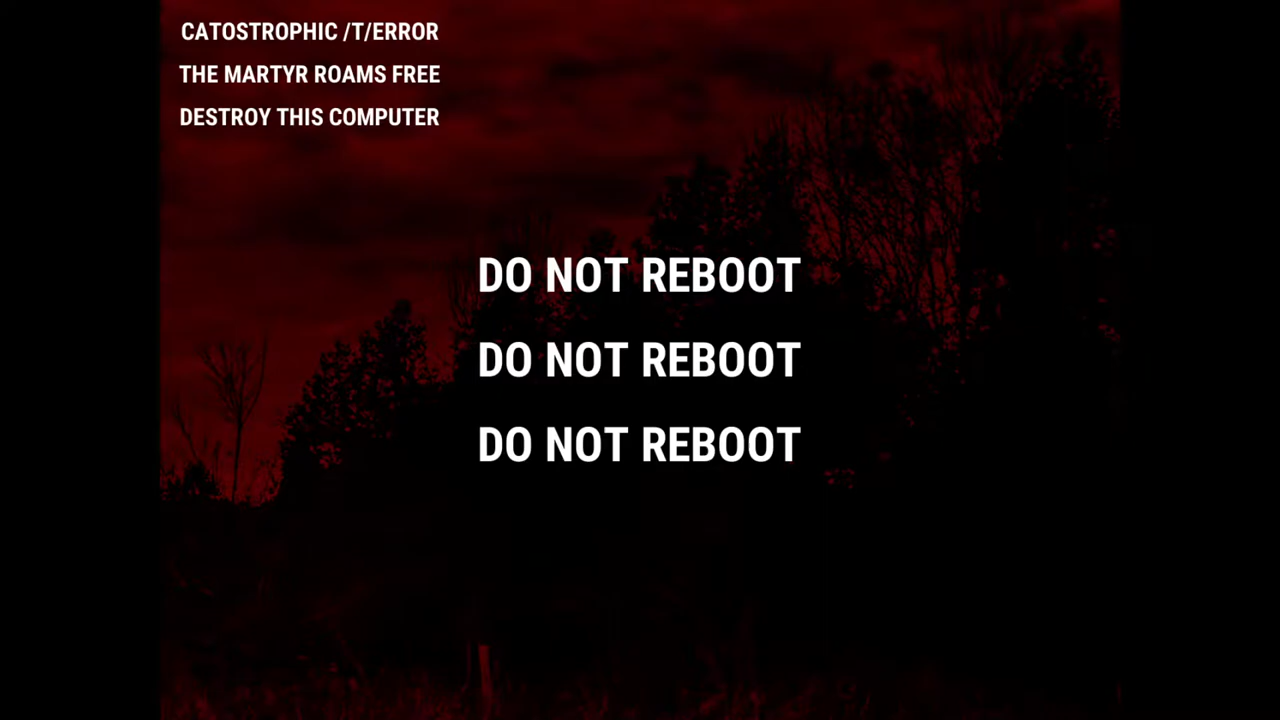 CATOSTROPHIC /T/ERROR
THE MARTYR ROAMS FREE
DESTROY THIS COMPUTER
DO NOT REBOOT
DO NOT REBOOT
DO NOT REBOOT